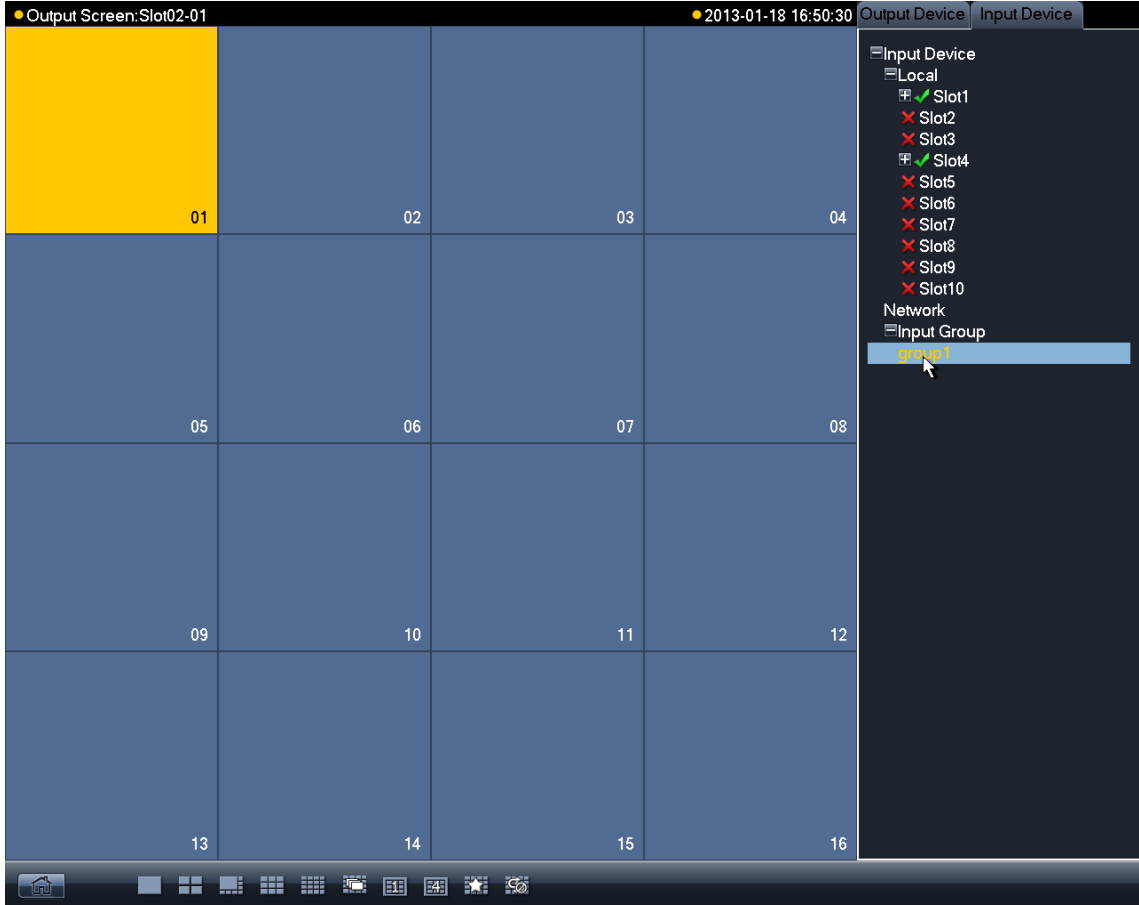 Output Screen:Slot02-01 2013-01-18 16:50:30 Output Device Input Device
Input Device
Local
Slot1
Slot2
Slot3
Slot4
Slot5
Slot6
Slot7
Slot8
Slot9
Slot10
Network
Input Group
group1
01 02 03 04
05 06 07 08
09 10 11 12
13 14 15 16
1 4